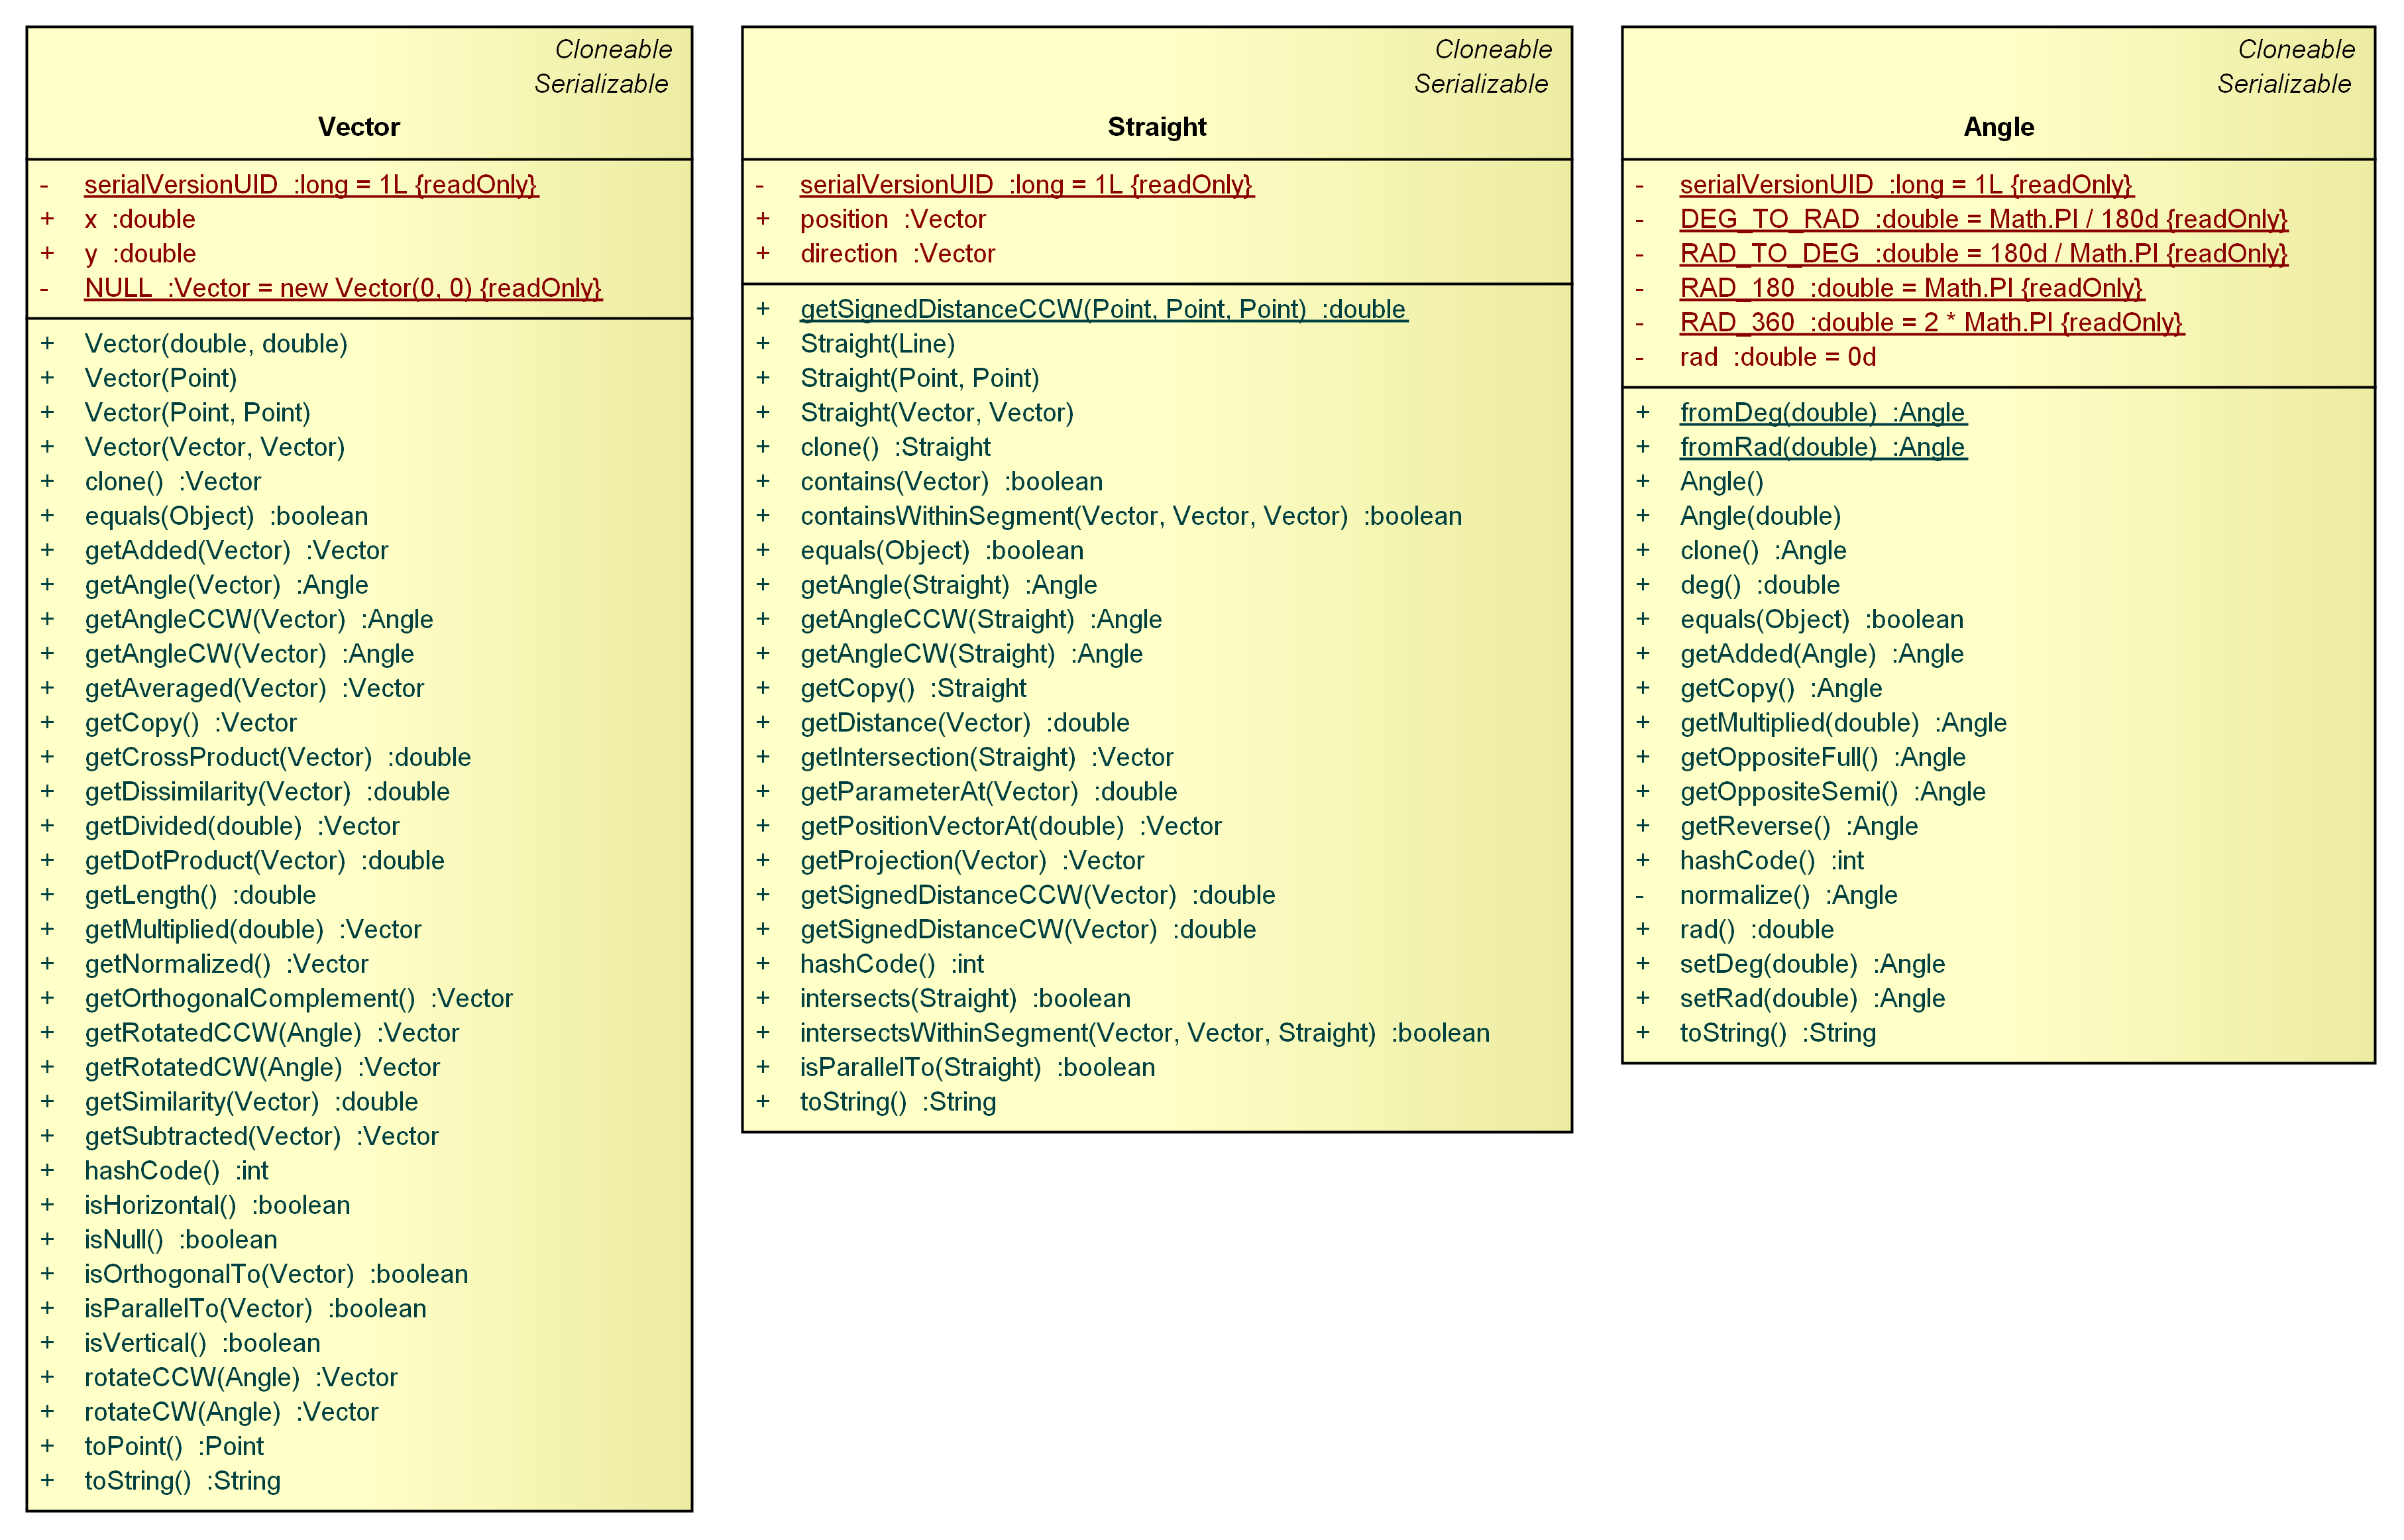 Cloneable
Serializable
Vector
- serialVersionUID :long = 1L {readOnly}
+ x :double
+ y :double
- NULL :Vector = new Vector(0, 0) {readOnly}
+ Vector(double, double)
+ Vector(Point)
+ Vector(Point, Point)
+ Vector(Vector, Vector)
+ clone() :Vector
+ equals(Object) :boolean
+ getAdded(Vector) :Vector
+ getAngle(Vector) :Angle
+ getAngleCCW(Vector) :Angle
+ getAngleCW(Vector) :Angle
+ getAveraged(Vector) :Vector
+ getCopy() :Vector
+ getCrossProduct(Vector) :double
+ getDissimilarity(Vector) :double
+ getDivided(double) :Vector
+ getDotProduct(Vector) :double
+ getLength() :double
+ getMultiplied(double) :Vector
+ getNormalized() :Vector
+ getOrthogonalComplement() :Vector
+ getRotatedCCW(Angle) :Vector
+ getRotatedCW(Angle) :Vector
+ getSimilarity(Vector) :double
+ getSubtracted(Vector) :Vector
+ hashCode() :int
+ isHorizontal() :boolean
+ isNull() :boolean
+ isOrthogonalTo(Vector) :boolean
+ isParallelTo(Vector) :boolean
+ isVertical() :boolean
+ rotateCCW(Angle) :Vector
+ rotateCW(Angle) :Vector
+ toPoint() :Point
+ toString() :String
Cloneable
Serializable
Straight
- serialVersionUID :long = 1L {readOnly}
+ position :Vector
+ direction :Vector
+ getSignedDistanceCCW(Point, Point, Point) :double
+ Straight(Line)
+ Straight(Point, Point)
+ Straight(Vector, Vector)
+ clone() :Straight
+ contains(Vector) :boolean
+ containsWithinSegment(Vector, Vector, Vector) :boolean
+ equals(Object) :boolean
+ getAngle(Straight) :Angle
+ getAngleCCW(Straight) :Angle
+ getAngleCW(Straight) :Angle
+ getCopy() :Straight
+ getDistance(Vector) :double
+ getIntersection(Straight) :Vector
+ getParameterAt(Vector) :double
+ getPositionVectorAt(double) :Vector
+ getProjection(Vector) :Vector
+ getSignedDistanceCCW(Vector) :double
+ getSignedDistanceCW(Vector) :double
+ hashCode() :int
+ intersects(Straight) :boolean
+ intersectsWithinSegment(Vector, Vector, Straight) :boolean
+ isParallelTo(Straight) :boolean
+ toString() :String
Cloneable
Serializable
Angle
- serialVersionUID :long = 1L {readOnly}
- DEG_TO_RAD :double = Math.PI / 180d {readOnly}
- RAD_TO_DEG :double = 180d / Math.PI {readOnly}
- RAD_180 :double = Math.PI {readOnly}
- RAD_360 :double = 2 * Math.PI {readOnly}
- rad :double = 0d
+ fromDeg(double) :Angle
+ fromRad(double) :Angle
+ Angle()
+ Angle(double)
+ clone() :Angle
+ deg() :double
+ equals(Object) :boolean
+ getAdded(Angle) :Angle
+ getCopy() :Angle
+ getMultiplied(double) :Angle
+ getOppositeFull() :Angle
+ getOppositeSemi() :Angle
+ getReverse() :Angle
+ hashCode() :int
- normalize() :Angle
+ rad() :double
+ setDeg(double) :Angle
+ setRad(double) :Angle
+ toString() :String